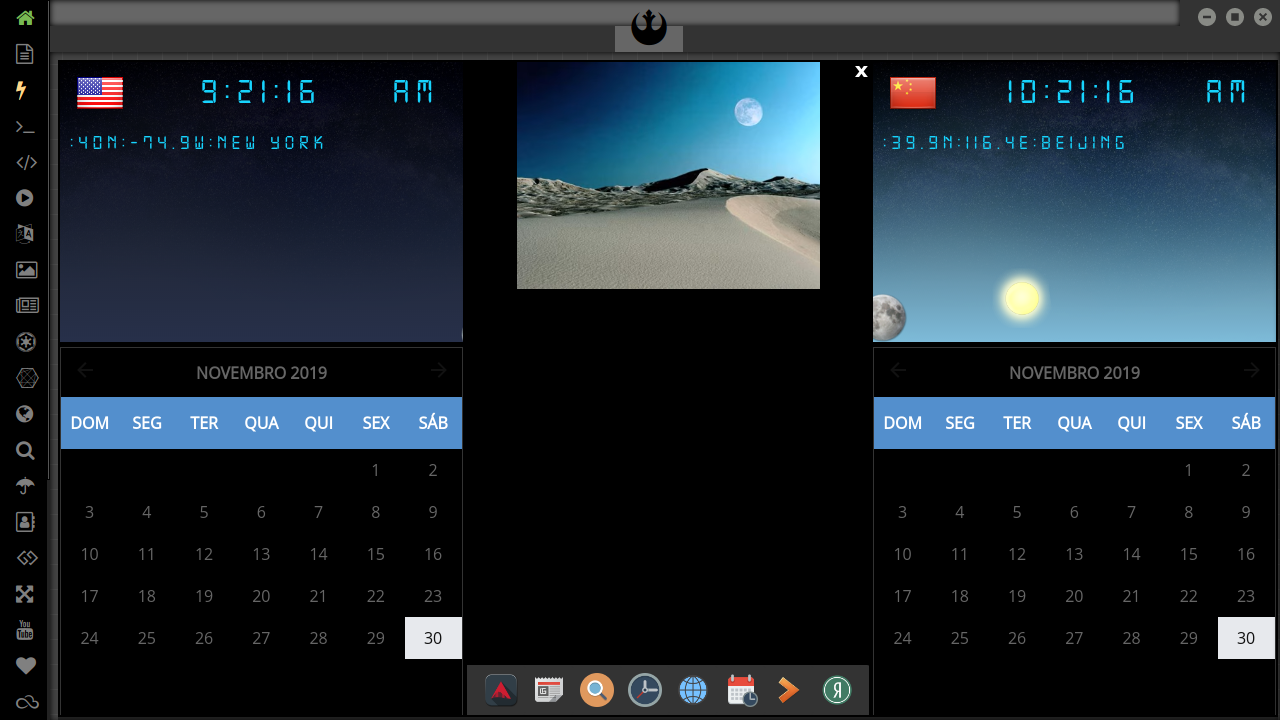 9:21:16 AM
:40N:-74.9W:NEW YORK
NOVEMBRO 2019
DOM SEG TER QUA QUI SEX SÁB
1 2
3 4 5 6 7 8 9
10 11 12 13 14 15 16
17 18 19 20 21 22 23
24 25 26 27 28 29 30
x
10:21:16 AM
:39.9N:116.4E:BEIJING
NOVEMBRO 2019
DOM SEG TER QUA QUI SEX SÁB
1 2
3 4 5 6 7 8 9
10 11 12 13 14 15 16
17 18 19 20 21 22 23
24 25 26 27 28 29 30
You
Tube
Я